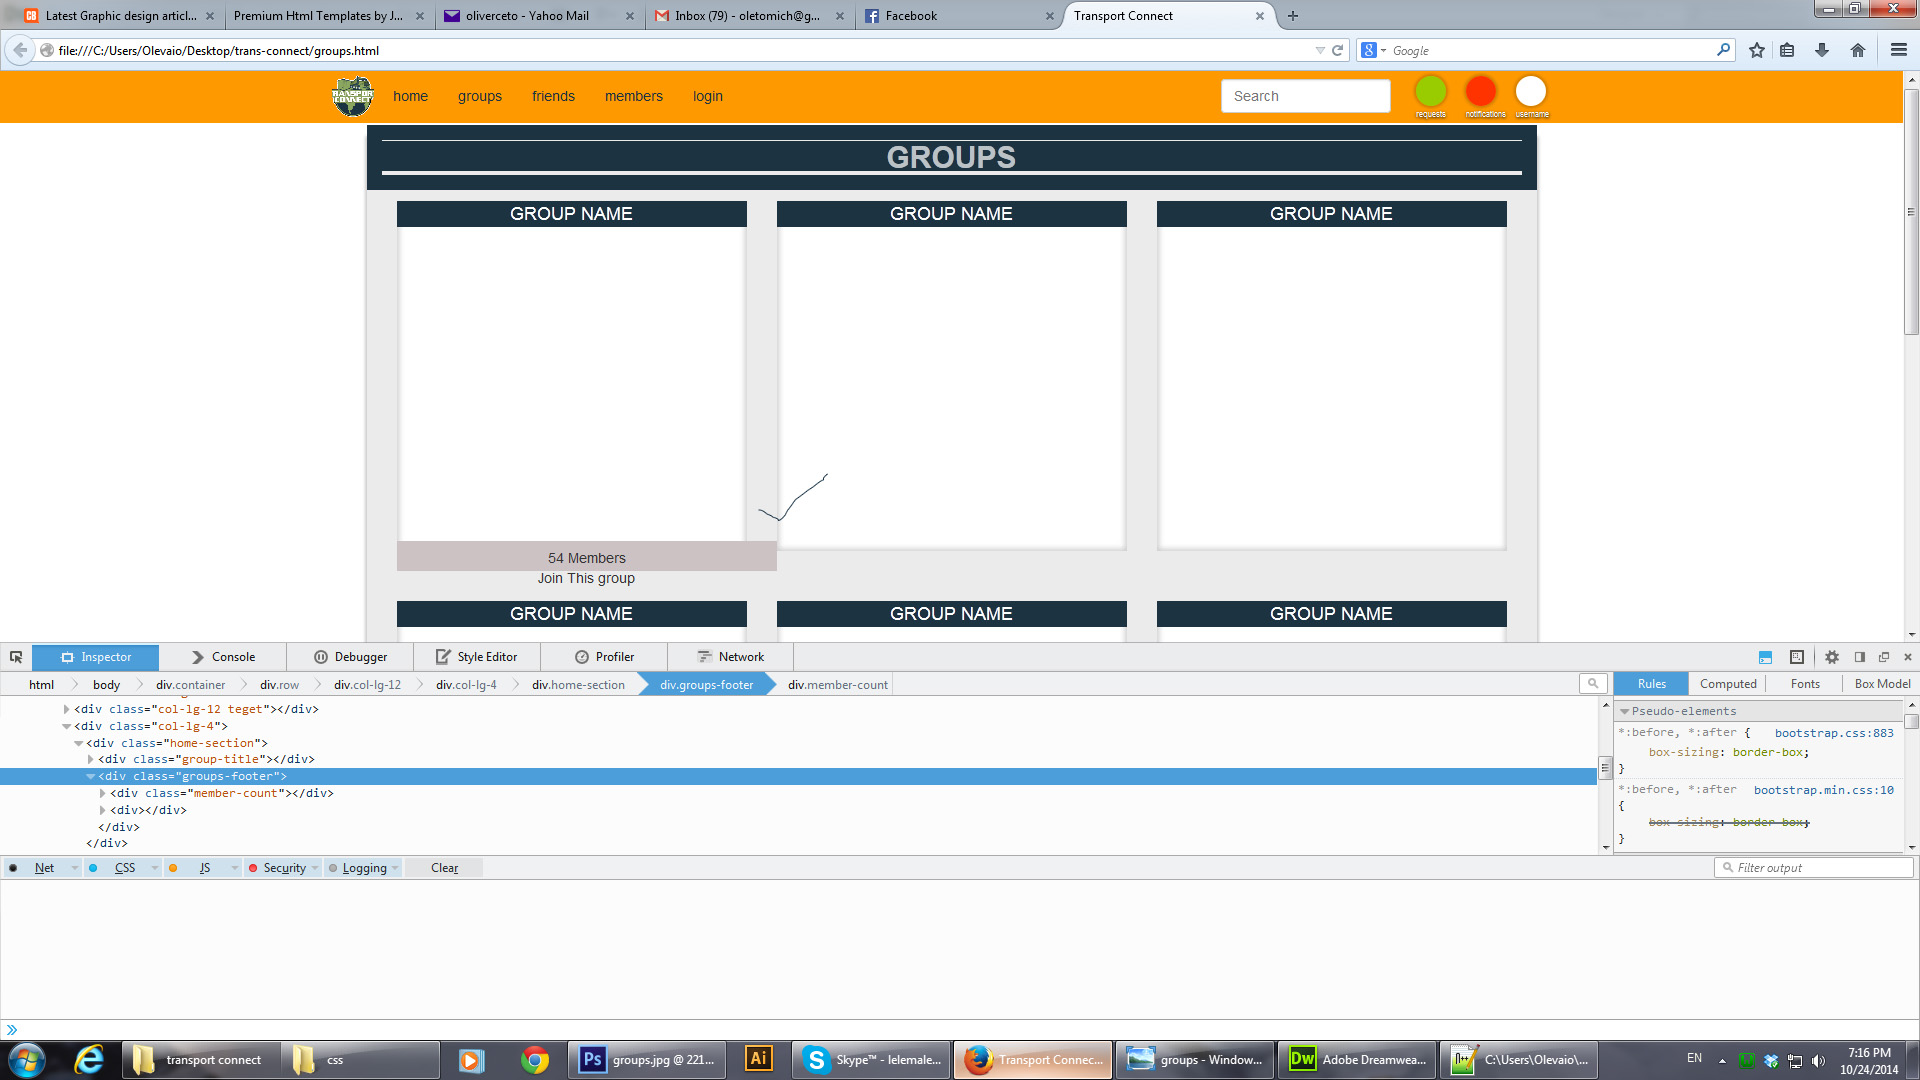 Latest Graphic design articl...
Premium Html Templates by J...
oliverceto - Yahoo Mail
Inbox (79) - oletomich@g...
Facebook
Transport Connect
file:///C:/Users/Olevaio/Desktop/trans-connect/groups.html
Google
TRANSPORT CONNECT
home groups friends members login
Search
requests notifications username
GROUPS
GROUP NAME GROUP NAME GROUP NAME
54 Members
Join This group
GROUP NAME GROUP NAME GROUP NAME
Inspector Console Debugger Style Editor Profiler Network
html body div.container div.row div.col-lg-12 div.col-lg-4 div.home-section div.groups-footer div.member-count
Rules Computed Fonts Box Model
<div class="col-lg-12 teget"></div>
<div class="col-lg-4">
<div class="home-section">
<div class="group-title"></div>
<div class="groups-footer">
<div class="member-count"></div>
<div></div>
</div>
</div>
Pseudo-elements
*:before, *:after { bootstrap.css:883
box-sizing: border-box;
}
*:before, *:after bootstrap.min.css:10
{
box-sizing: border-box;
}
Net CSS JS Security Logging Clear
Filter output
transport connect
css
Ps groups.jpg @ 221...
Ai
Skype™ - lelemale...
Transport Connec...
groups - Window...
Dw Adobe Dreamwea...
C:\Users\Olevaio\...
EN
7:16 PM
10/24/2014